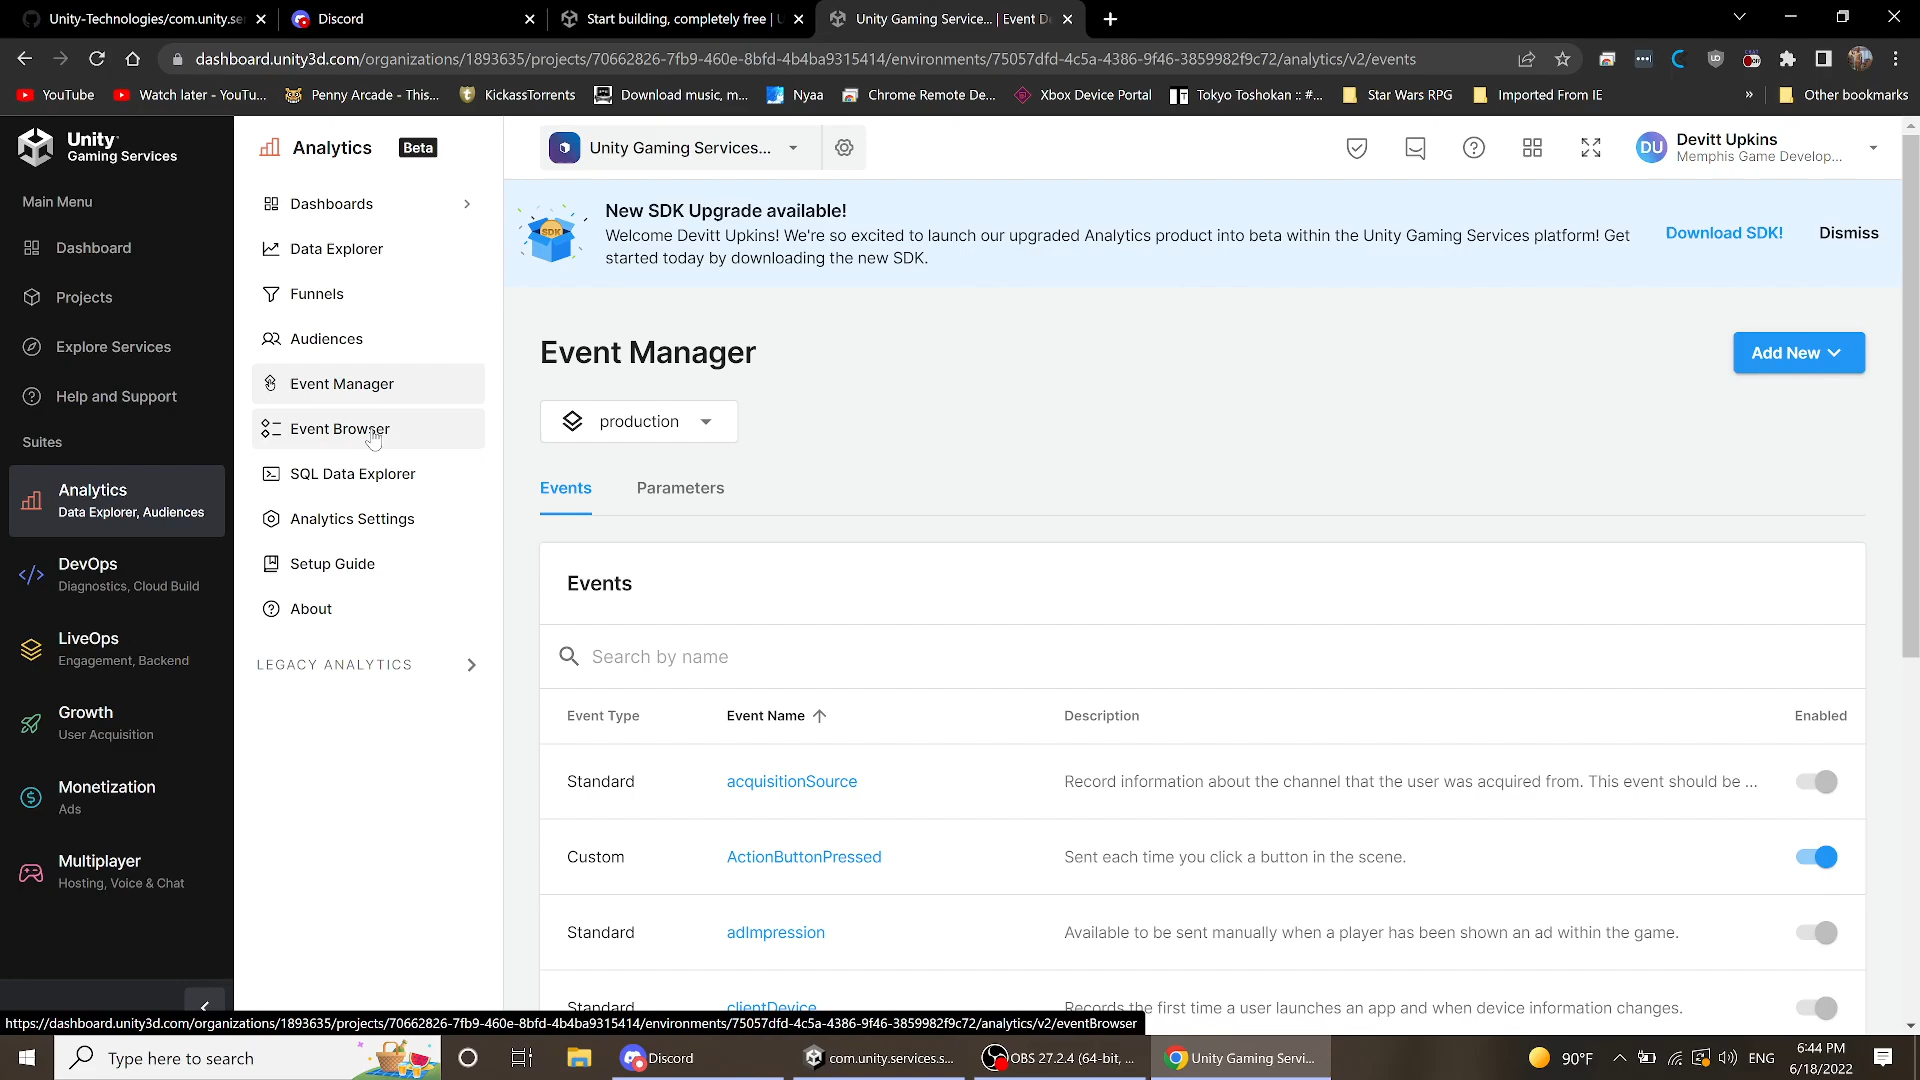 Unity-Technologies/com.unity.se
Discord
Start building, completely free |
Unity Gaming Service... | Event D
dashboard.unity3d.com/organizations/1893635/projects/70662826-7fb9-460e-8bfd-4b4ba9315414/environments/75057dfd-4c5a-4386-9f46-3859982f9c72/analytics/v2/events
YouTube
Watch later - YouTu...
Penny Arcade - This...
KickassTorrents
Download music, m...
Nyaa
Chrome Remote De...
Xbox Device Portal
Tokyo Toshokan :: #...
Star Wars RPG
Imported From IE
»
Other bookmarks
Unity
Gaming Services
Main Menu
Dashboard
Projects
Explore Services
Help and Support
Suites
Analytics
Data Explorer, Audiences
DevOps
Diagnostics, Cloud Build
LiveOps
Engagement, Backend
Growth
User Acquisition
Monetization
Ads
Multiplayer
Hosting, Voice & Chat
Analytics
Beta
Dashboards
Data Explorer
Funnels
Audiences
Event Manager
Event Browser
SQL Data Explorer
Analytics Settings
Setup Guide
About
LEGACY ANALYTICS
Unity Gaming Services...
DU
Devitt Upkins
Memphis Game Develop...
SDK
New SDK Upgrade available!
Welcome Devitt Upkins! We're so excited to launch our upgraded Analytics product into beta within the Unity Gaming Services platform! Get
started today by downloading the new SDK.
Download SDK!
Dismiss
Event Manager
Add New
production
Events
Parameters
Events
Search by name
Event Type
Event Name
Description
Enabled
Standard
acquisitionSource
Record information about the channel that the user was acquired from. This event should be ...
Custom
ActionButtonPressed
Sent each time you click a button in the scene.
Standard
adImpression
Available to be sent manually when a player has been shown an ad within the game.
Standard
clientDevice
Records the first time a user launches an app and when device information changes.
https://dashboard.unity3d.com/organizations/1893635/projects/70662826-7fb9-460e-8bfd-4b4ba9315414/environments/75057dfd-4c5a-4386-9f46-3859982f9c72/analytics/v2/eventBrowser
Type here to search
Discord
com.unity.services.s...
OBS 27.2.4 (64-bit, ...
Unity Gaming Servi...
90°F
ENG
6:44 PM
6/18/2022